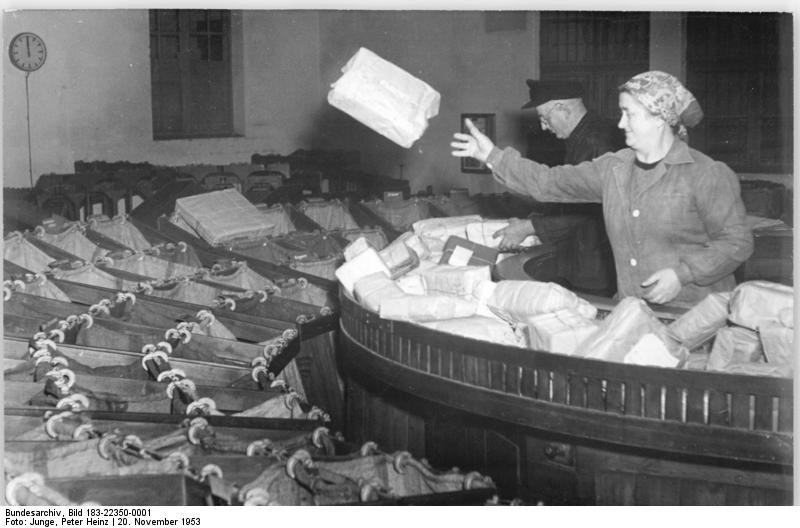 Bundesarchiv, Bild 183-22350-0001
Foto: Junge, Peter Heinz | 20. November 1953